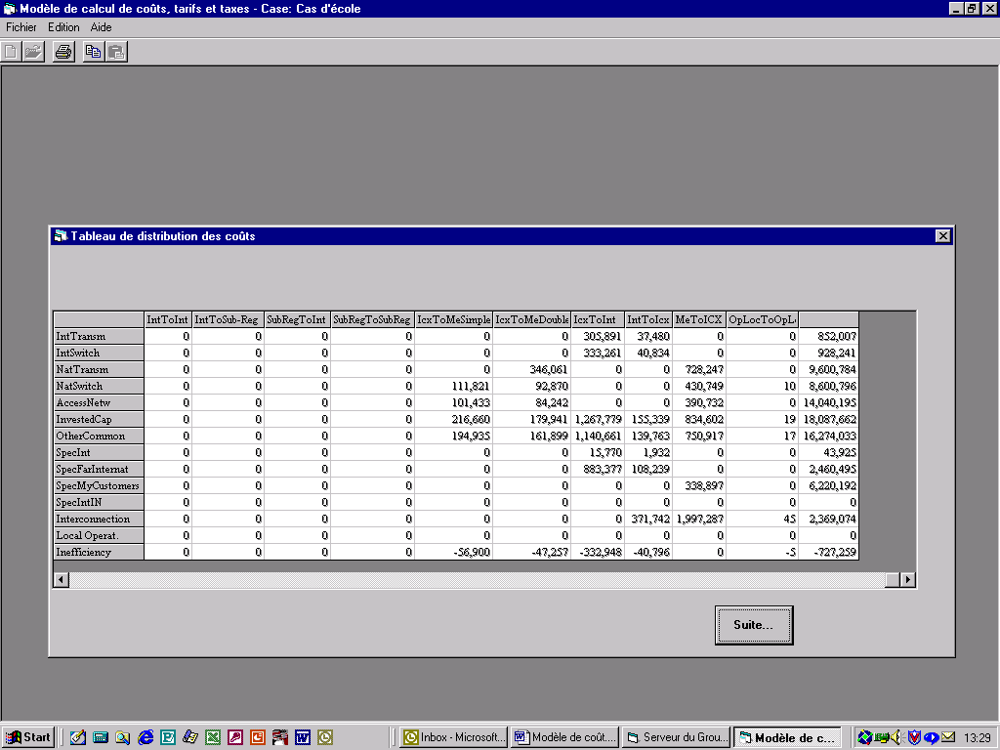 Modèle de calcul de coûts, tarifs et taxes - Case: Cas d'école
Fichier Edition Aide
Tableau de distribution des coûts
IntToInt IntToSub-Reg SubRegToInt SubRegToSubReg IcxToMeSimple IcxToMeDouble IcxToInt IntToIcx MeToICX OpLocToOpL
IntTransm 0 0 0 0 0 0 305,891 37,480 0 0 852,007
IntSwitch 0 0 0 0 0 0 333,261 40,834 0 0 928,241
NatTransm 0 0 0 0 0 346,061 0 0 728,247 0 9,600,784
NatSwitch 0 0 0 0 111,821 92,870 0 0 430,749 10 8,600,796
AccessNetw 0 0 0 0 101,433 84,242 0 0 390,732 0 14,040,195
InvestedCap 0 0 0 0 216,660 179,941 1,267,779 155,339 834,602 19 18,087,662
OtherCommon 0 0 0 0 194,935 161,899 1,140,661 139,763 750,917 17 16,274,033
SpecInt 0 0 0 0 0 0 15,770 1,932 0 0 43,925
SpecFarInternat 0 0 0 0 0 0 883,377 108,239 0 0 2,460,495
SpecMyCustomers 0 0 0 0 0 0 0 0 338,897 0 6,220,192
SpecIntIN 0 0 0 0 0 0 0 0 0 0 0
Interconnection 0 0 0 0 0 0 0 371,742 1,997,287 45 2,369,074
Local Operat. 0 0 0 0 0 0 0 0 0 0 0
Inefficiency 0 0 0 0 -56,900 -47,257 -332,948 -40,796 0 -5 -727,259
Suite...
Start Inbox - Microsoft... Modèle de coût... Serveur du Grou... Modèle de c... 13:29